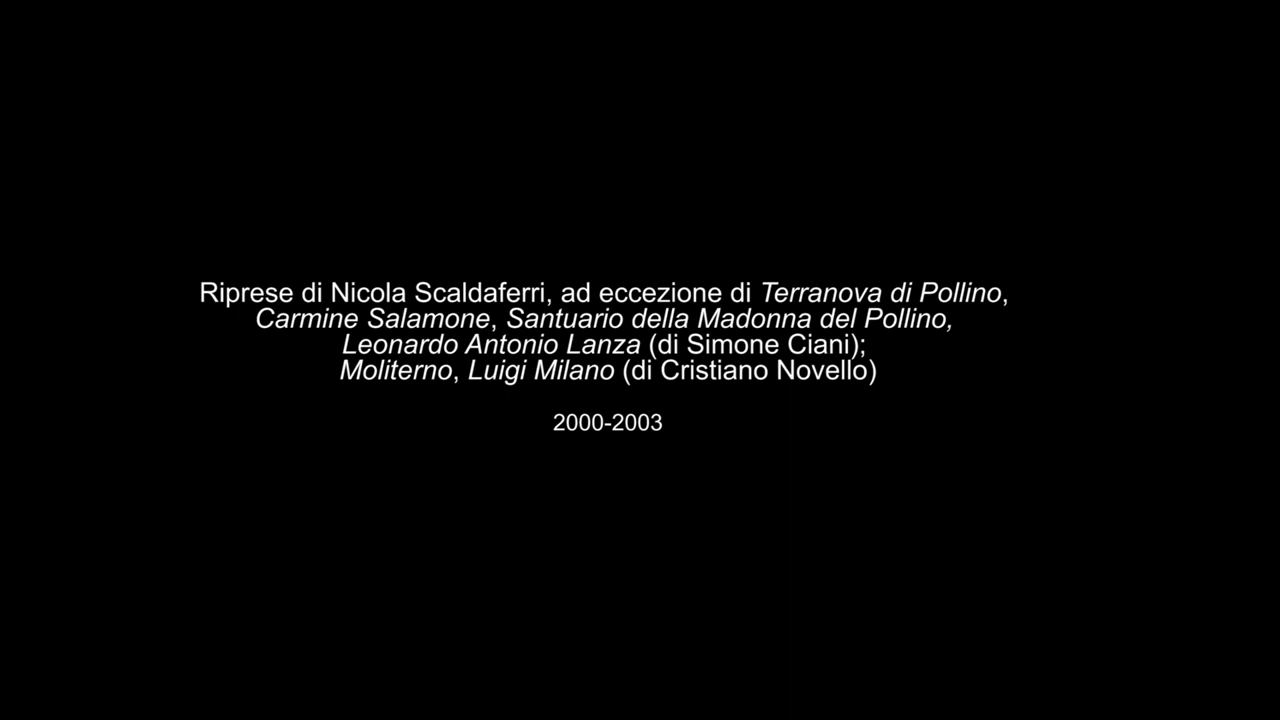 Riprese di Nicola Scaldaferri, ad eccezione di Terranova di Pollino,
Carmine Salamone, Santuario della Madonna del Pollino,
Leonardo Antonio Lanza (di Simone Ciani);
Moliterno, Luigi Milano (di Cristiano Novello)
2000-2003